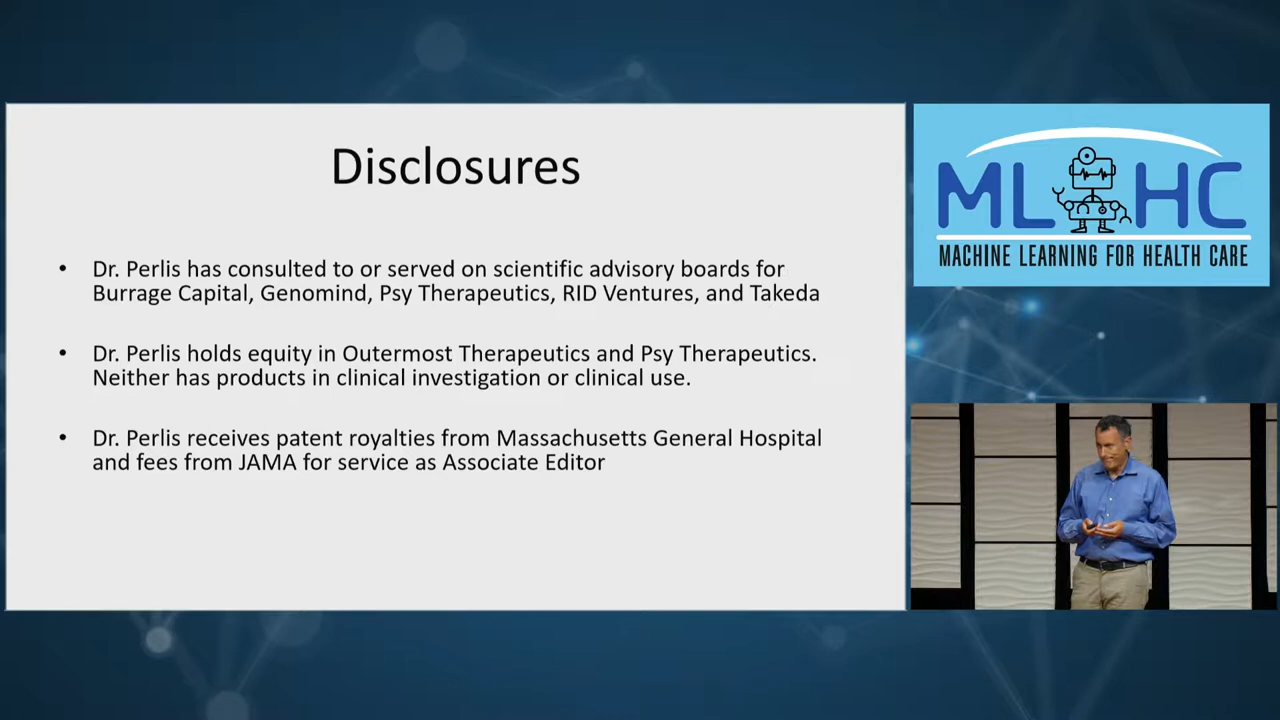 Disclosures
• Dr. Perlis has consulted to or served on scientific advisory boards for
Burrage Capital, Genomind, Psy Therapeutics, RID Ventures, and Takeda
• Dr. Perlis holds equity in Outermost Therapeutics and Psy Therapeutics.
Neither has products in clinical investigation or clinical use.
• Dr. Perlis receives patent royalties from Massachusetts General Hospital
and fees from JAMA for service as Associate Editor
ML HC
MACHINE LEARNING FOR HEALTH CARE